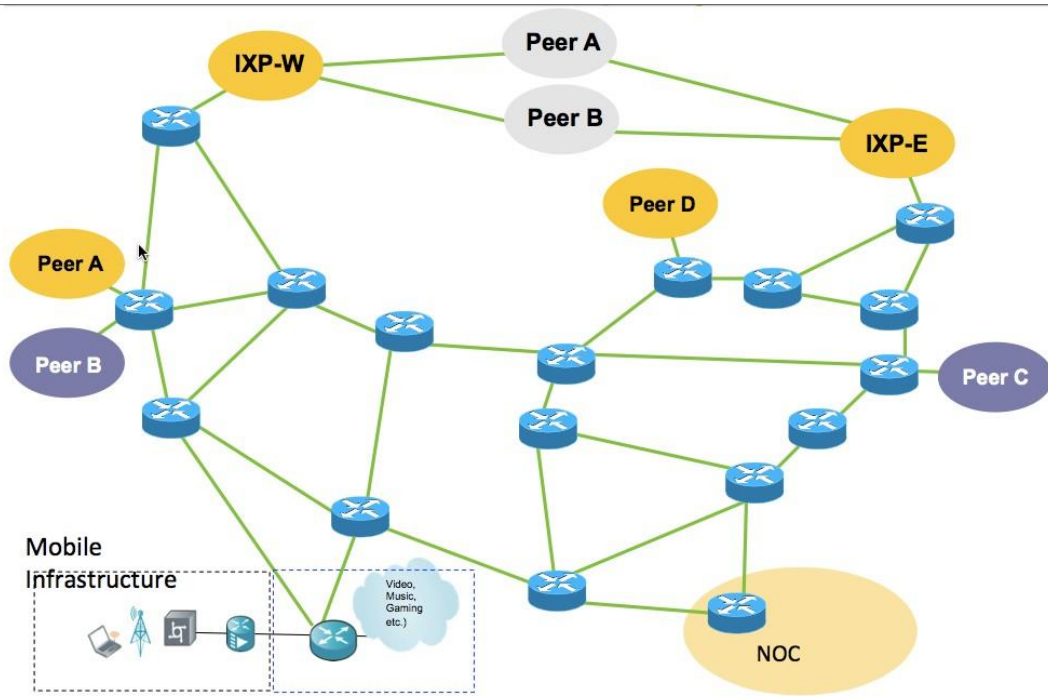 Peer A
IXP-W
Peer B
IXP-E
Peer D
Peer A
Peer B
Peer C
Mobile
Infrastructure
Video,
Music,
Gaming
etc.)
NOC